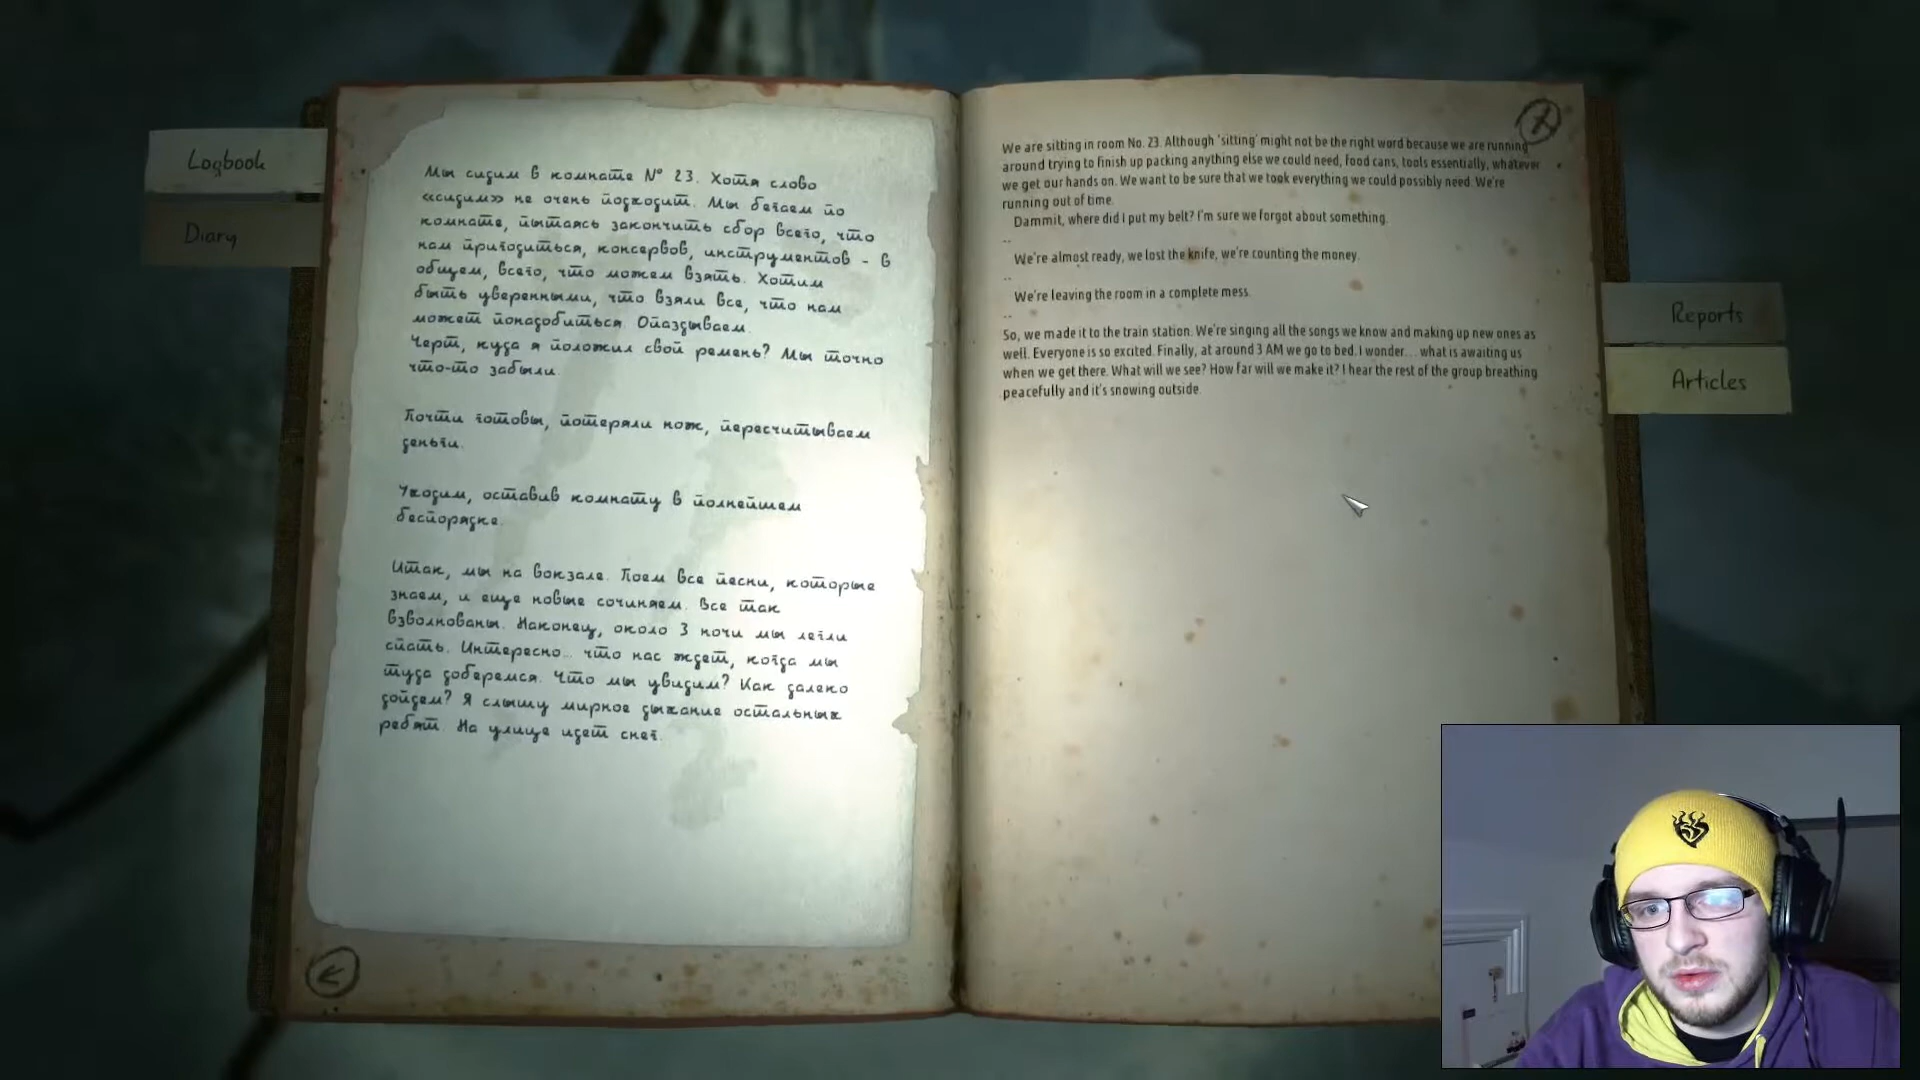 Logbook
Diary
Мы сидим в комнате № 23. Хотя слово
«сидим» не очень подходит. Мы бегаем по
комнате, пытаясь закончить сбор всего, что
нам пригодиться, консервов, инструментов - в
общем, всего, что можем взять. Хотим
быть уверенными, что взяли все, что нам
может понадобиться. Опаздываем.
Черт, куда я положил свой ремень? Мы точно
что-то забыли.
Почти готовы, потеряли нож, пересчитываем
деньги.
Уходим, оставив комнату в полнейшем
беспорядке.
Итак, мы на вокзале. Поем все песни, которые
знаем, и еще новые сочиняем. Все так
взволнованы. Наконец, около 3 ночи мы легли
спать. Интересно... что нас ждет, когда мы
туда доберемся. Что мы увидим? Как далеко
дойдем? Я слышу мирное дыхание остальных
ребят. На улице идет снег.
We are sitting in room No. 23. Although 'sitting' might not be the right word because we are running
around trying to finish up packing anything else we could need, food cans, tools essentially, whatever
we get our hands on. We want to be sure that we took everything we could possibly need. We're
running out of time.
Dammit, where did I put my belt? I'm sure we forgot about something.
--
We're almost ready, we lost the knife, we're counting the money.
--
We're leaving the room in a complete mess.
--
So, we made it to the train station. We're singing all the songs we know and making up new ones as
well. Everyone is so excited. Finally, at around 3 AM we go to bed. I wonder... what is awaiting us
when we get there. What will we see? How far will we make it? I hear the rest of the group breathing
peacefully and it's snowing outside.
Reports
Articles